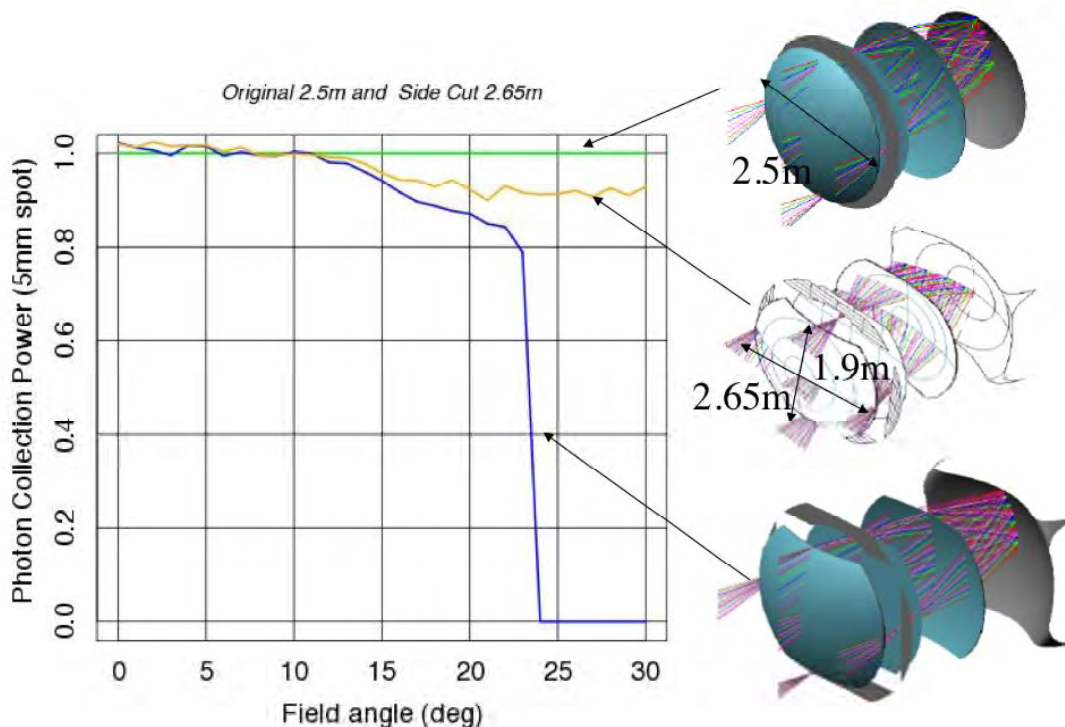 Original 2.5m and Side Cut 2.65m
Photon Collection Power (5mm spot)
1.0
0.8
0.6
0.4
0.2
0.0
0 5 10 15 20 25 30
Field angle (deg)
2.5m
1.9m
2.65m